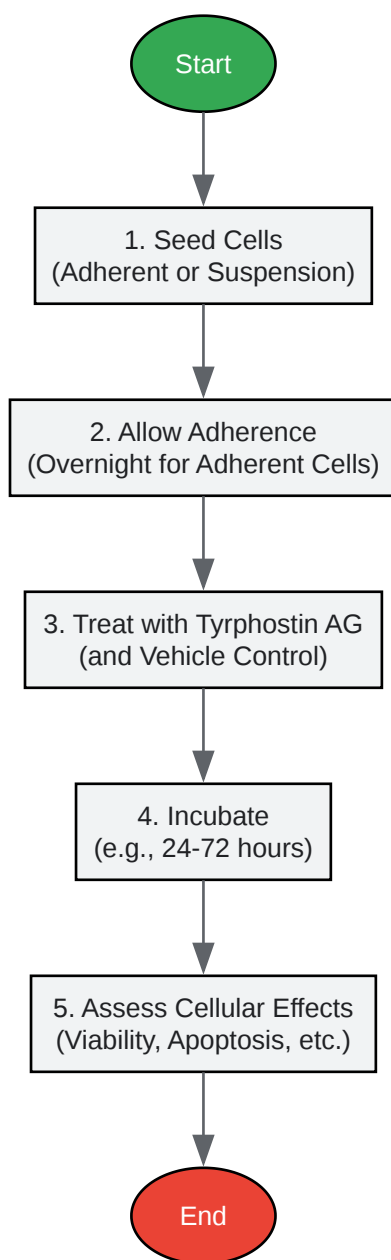 Start
1. Seed Cells
(Adherent or Suspension)
2. Allow Adherence
(Overnight for Adherent Cells)
3. Treat with Tyrphostin AG
(and Vehicle Control)
4. Incubate
(e.g., 24-72 hours)
5. Assess Cellular Effects
(Viability, Apoptosis, etc.)
End